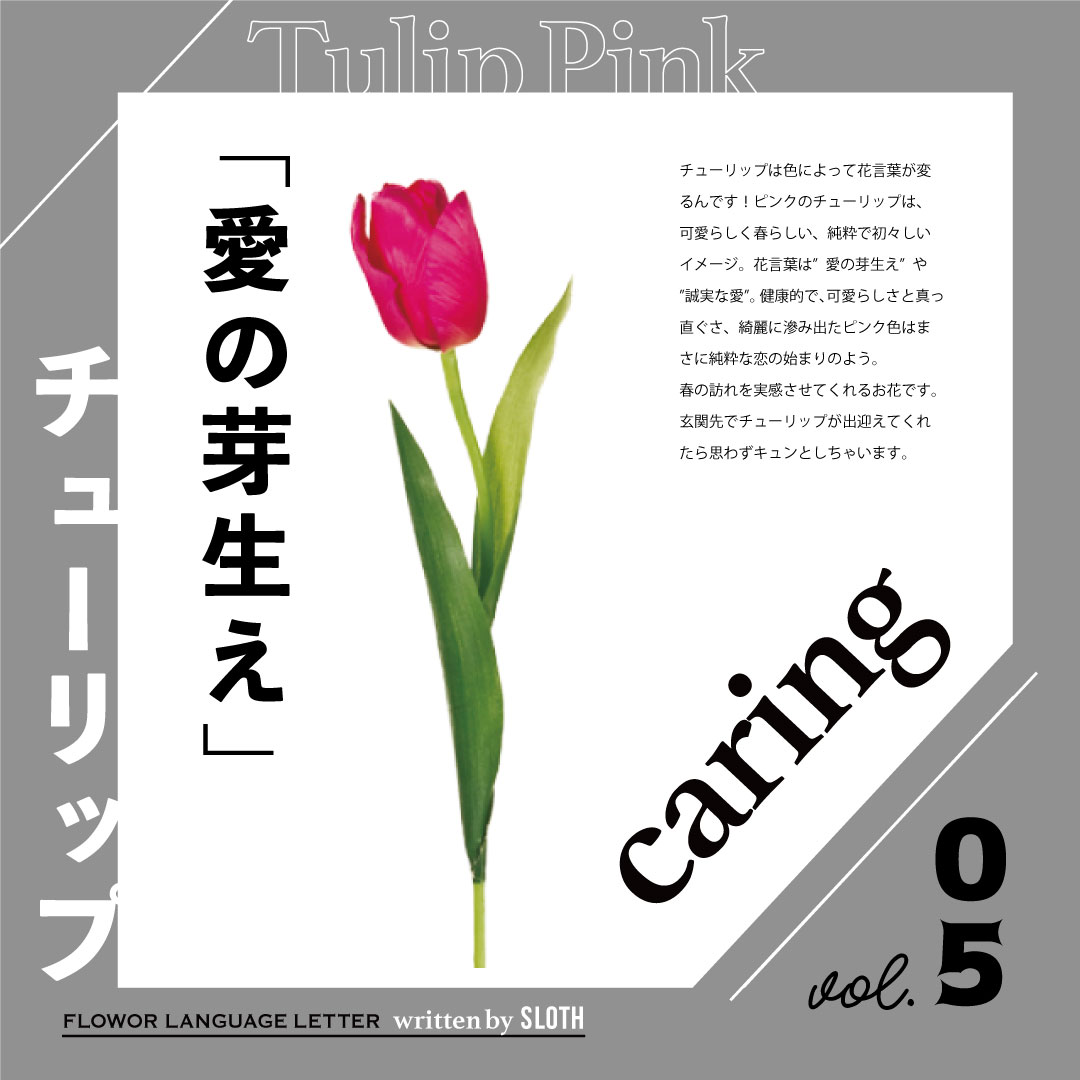 Tulip Pink
「愛の芽生え」
チューリップ
チューリップは色によって花言葉が変
るんです！ピンクのチューリップは、
可愛らしく春らしい、純粋で初々しい
イメージ。花言葉は”愛の芽生え”や
”誠実な愛”。健康的で、可愛らしさと真っ
直ぐさ、綺麗に滲み出たピンク色はま
さに純粋な恋の始まりのよう。
春の訪れを実感させてくれるお花です。
玄関先でチューリップが出迎えてくれ
たら思わずキュンとしちゃいます。
caring
vol. 05
FLOWOR LANGUAGE LETTER written by SLOTH